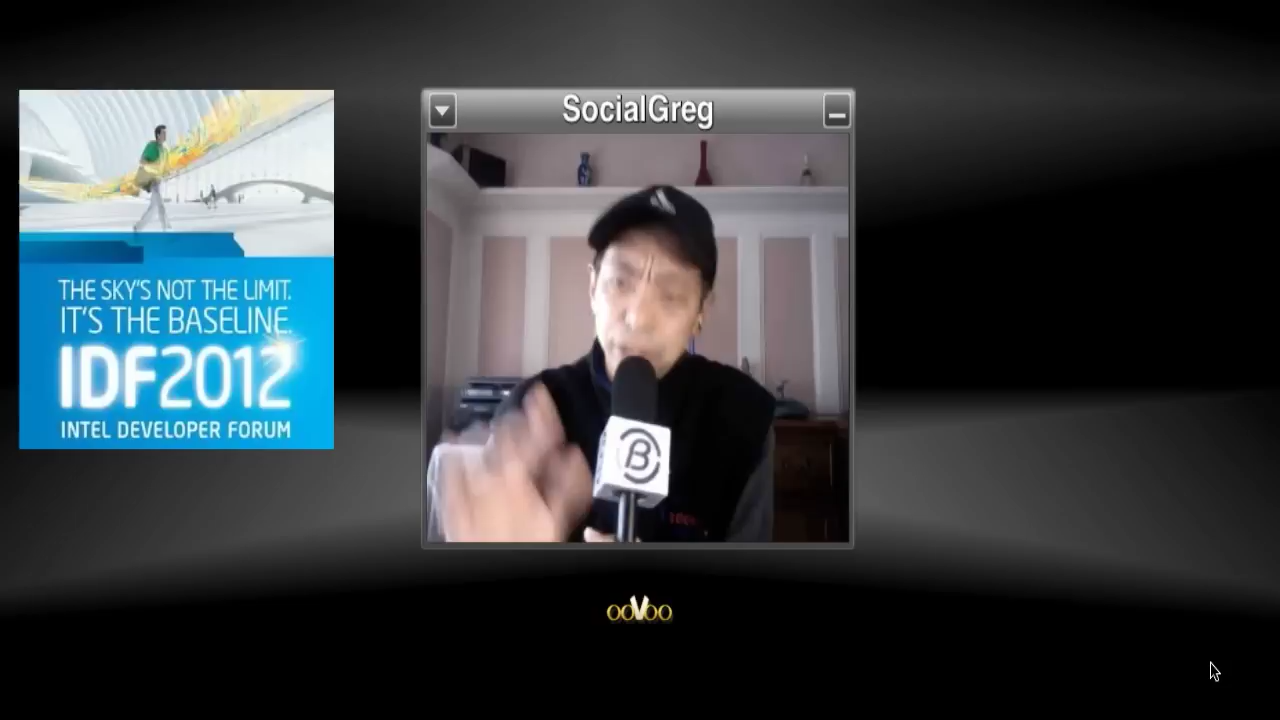 SocialGreg
THE SKY'S NOT THE LIMIT.
IT'S THE BASELINE.
IDF2012
INTEL DEVELOPER FORUM
B
ooVoo